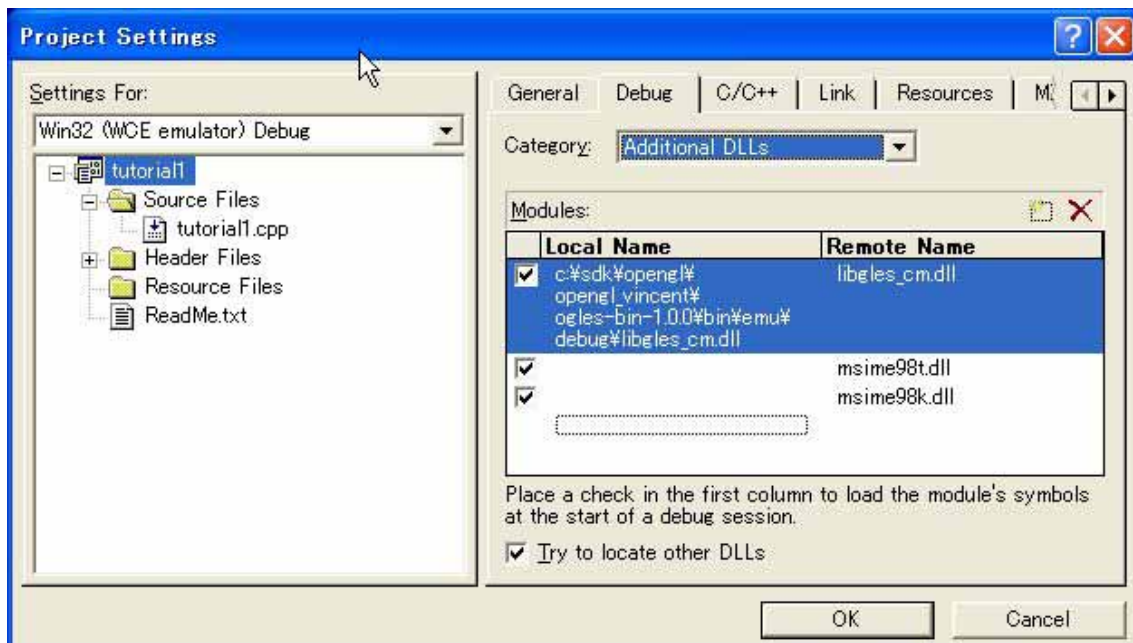 Project Settings
Settings For:
Win32 (WCE emulator) Debug
tutorial1
Source Files
tutorial1.cpp
Header Files
Resource Files
ReadMe.txt
General Debug C/C++ Link Resources
Category: Additional DLLs
Modules:
Local Name Remote Name
c:¥sdk¥opengl¥ libgles_cm.dll
opengl_vincent¥
ogles-bin-1.0.0¥bin¥emu¥
debug¥libgles_cm.dll
msime98t.dll
msime98k.dll
Place a check in the first column to load the module's symbols
at the start of a debug session.
Try to locate other DLLs
OK Cancel